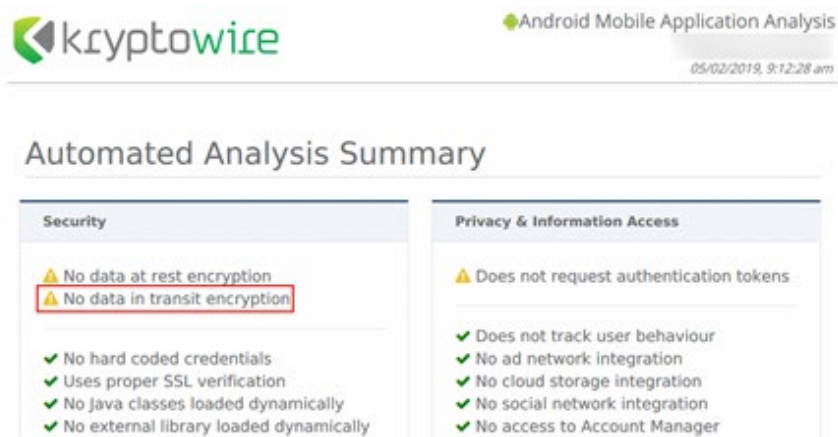 kryptowire
Android Mobile Application Analysis
05/02/2019, 9:12:28 am
Automated Analysis Summary
Security
No data at rest encryption
No data in transit encryption
No hard coded credentials
Uses proper SSL verification
No Java classes loaded dynamically
No external library loaded dynamically
Privacy & Information Access
Does not request authentication tokens
Does not track user behaviour
No ad network integration
No cloud storage integration
No social network integration
No access to Account Manager